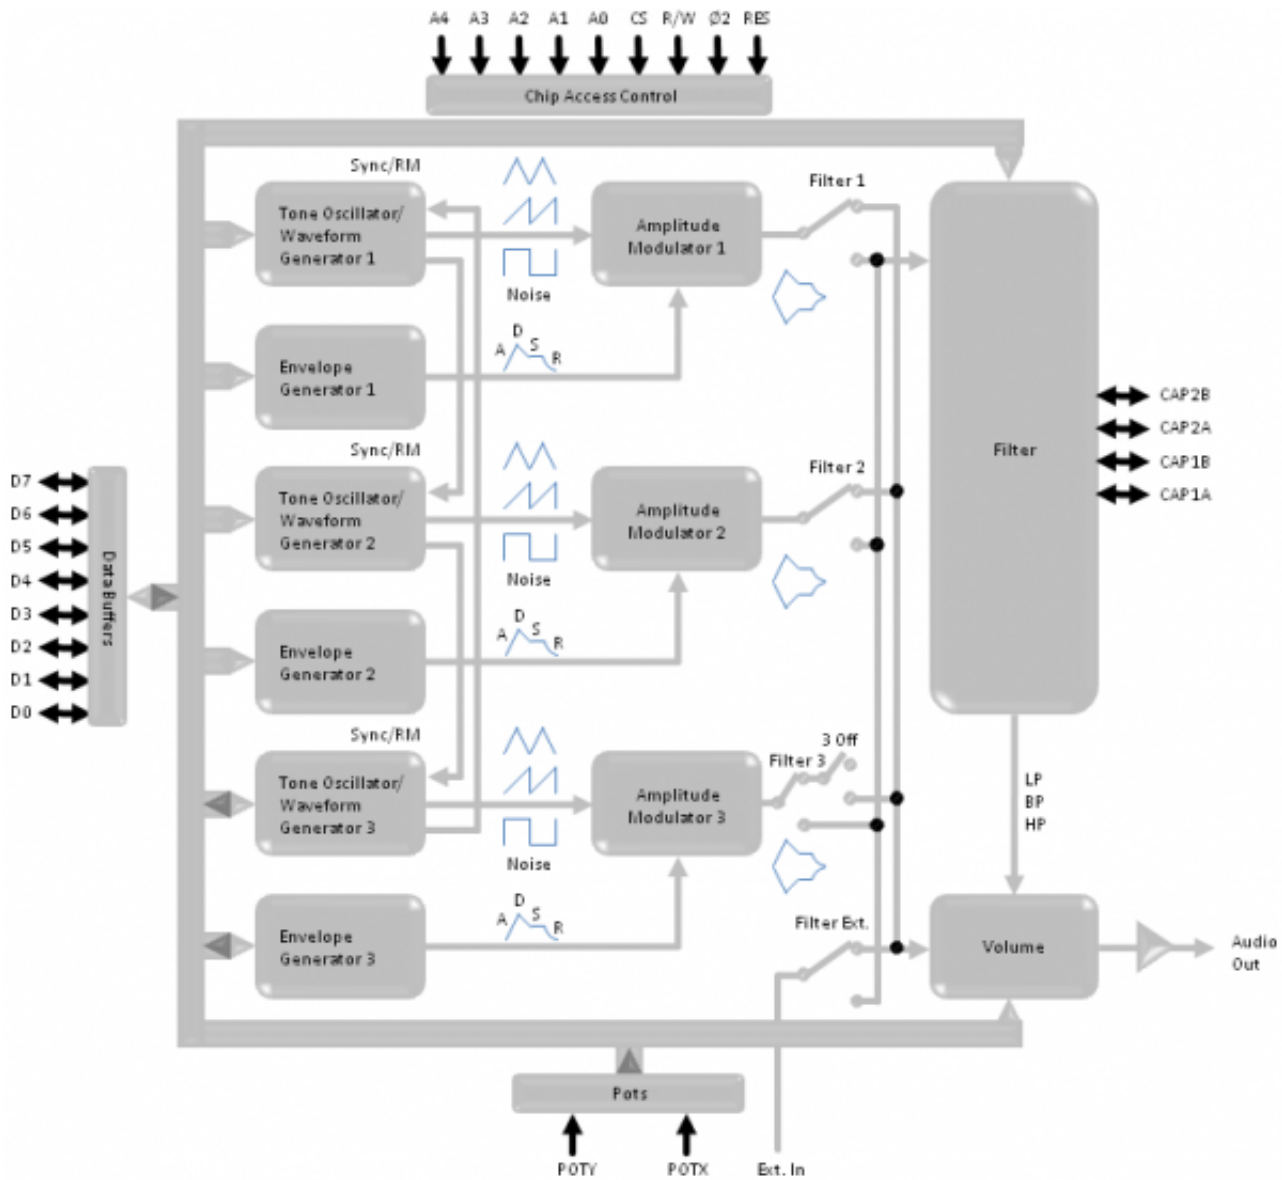 A4 A3 A2 A1 A0 CS R/W Ø2 RES
Chip Access Control
Sync/RM
Tone Oscillator/
Waveform
Generator 1
Noise
Amplitude
Modulator 1
Filter 1
Envelope
Generator 1
A D S R
Sync/RM
Tone Oscillator/
Waveform
Generator 2
Noise
Amplitude
Modulator 2
Filter 2
Envelope
Generator 2
A D S R
Sync/RM
Tone Oscillator/
Waveform
Generator 3
Noise
Amplitude
Modulator 3
Filter 3
3 Off
Envelope
Generator 3
A D S R
Filter Ext.
Filter
CAP2B
CAP2A
CAP1B
CAP1A
LP
BP
HP
Volume
Audio
Out
D7
D6
D5
D4
D3
D2
D1
D0
Data Buffers
Pots
POTY
POTX
Ext. In